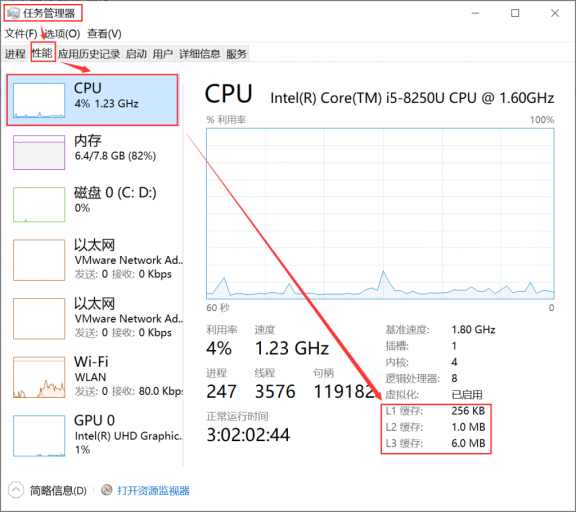 任务管理器
文件(F) 选项(O) 查看(V)
进程 性能 应用历史记录 启动 用户 详细信息 服务
CPU
4% 1.23 GHz
内存
6.4/7.8 GB (82%)
磁盘 0 (C: D:)
0%
以太网
VMware Network Ad...
发送: 0 接收: 0 Kbps
以太网
VMware Network Ad...
发送: 0 接收: 0 Kbps
Wi-Fi
WLAN
发送: 0 接收: 80.0 Kbp
GPU 0
Intel(R) UHD Graphic...
1%
CPU Intel(R) Core(TM) i5-8250U CPU @ 1.60GHz
% 利用率 100%
60 秒 0
利用率 速度
4% 1.23 GHz
进程 线程 句柄
247 3576 119182
正常运行时间
3:02:02:44
基准速度: 1.80 GHz
插槽: 1
内核: 4
逻辑处理器: 8
虚拟化: 已启用
L1 缓存: 256 KB
L2 缓存: 1.0 MB
L3 缓存: 6.0 MB
简略信息(D) 打开资源监视器